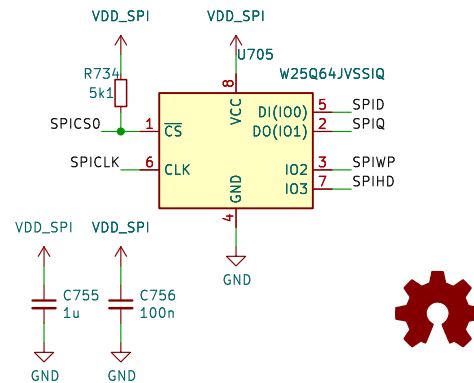 VDD_SPI VDD_SPI
U705
R734
5k1
W25Q64JVSSIQ
8
VCC
SPICS0 1 CS
DI(IO0) 5 SPID
DO(IO1) 2 SPIQ
SPICLK 6 CLK
IO2 3 SPIWP
IO3 7 SPIHD
GND
4
GND
VDD_SPI VDD_SPI
C755 C756
1u 100n
GND GND